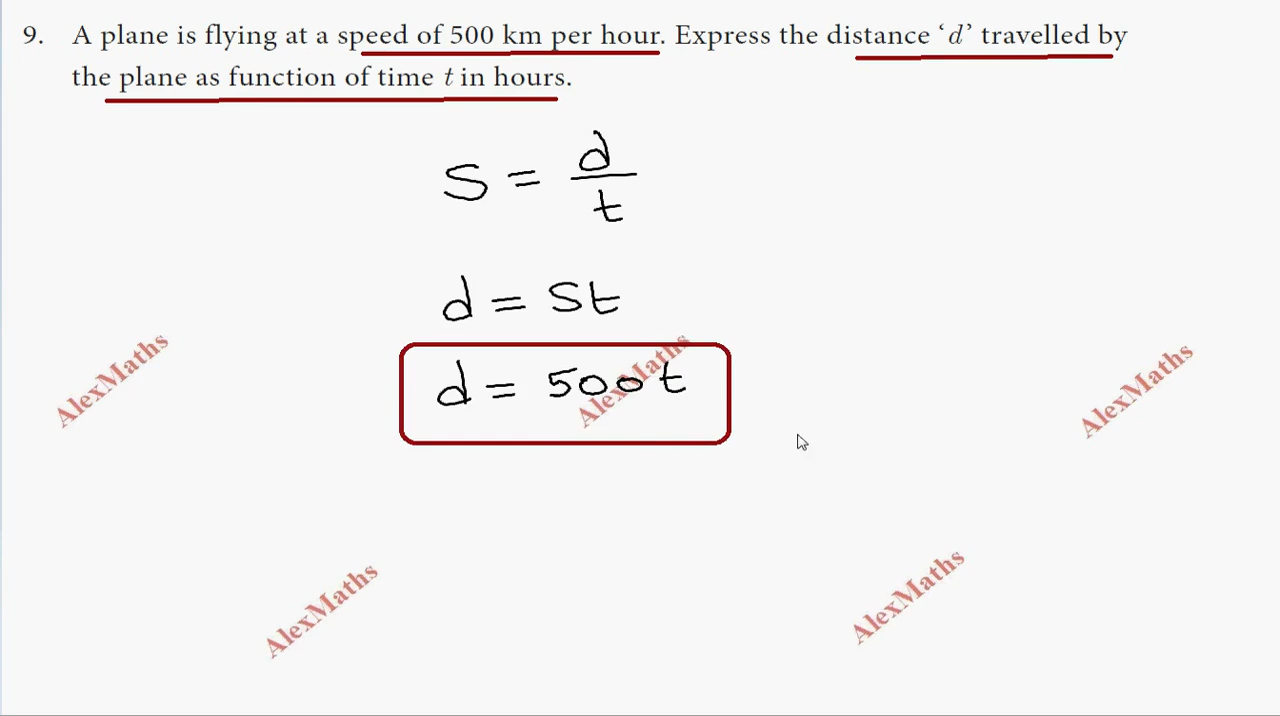 9. A plane is flying at a speed of 500 km per hour. Express the distance ‘d’ travelled by
the plane as function of time t in hours.
S = d/t
d = St
d = 500t
AlexMaths
AlexMaths
AlexMaths
AlexMaths
AlexMaths